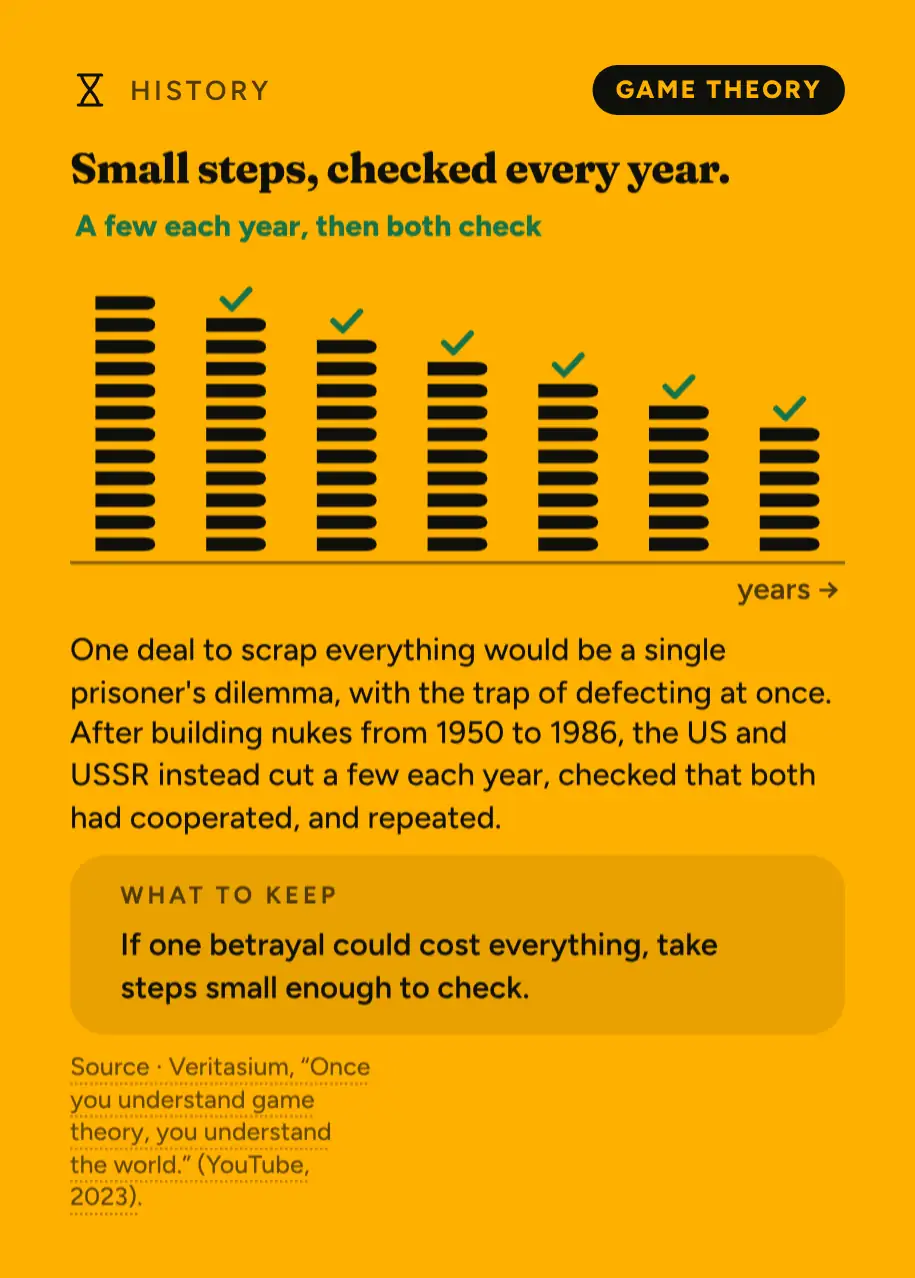 HISTORY
GAME THEORY
Small steps, checked every year.
A few each year, then both check
years →
One deal to scrap everything would be a single
prisoner's dilemma, with the trap of defecting at once.
After building nukes from 1950 to 1986, the US and
USSR instead cut a few each year, checked that both
had cooperated, and repeated.
WHAT TO KEEP
If one betrayal could cost everything, take
steps small enough to check.
Source · Veritasium, “Once
you understand game
theory, you understand
the world.” (YouTube,
2023).